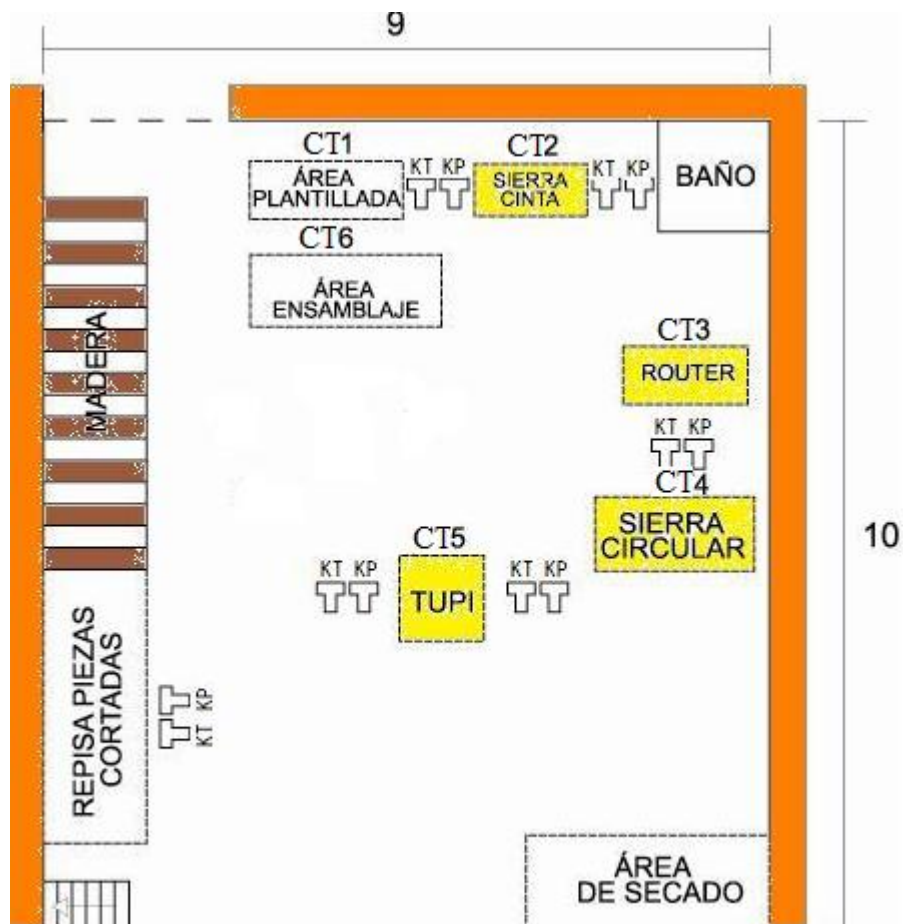 9
CT1
CT2
KT KP
KT KP
ÁREA
PLANTILLADA
SIERRA
CINTA
BAÑO
CT6
ÁREA
ENSAMBLAJE
CT3
ROUTER
MADERA
KT KP
CT4
SIERRA
CIRCULAR
10
CT5
KT KP
KT KP
TUPI
REPISA PIEZAS
CORTADAS
KP
KT
ÁREA
DE SECADO